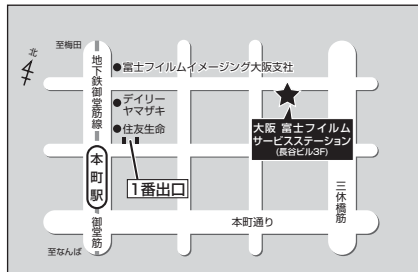 至梅田
北
地下鉄御堂筋線
●富士フイルムイメージング大阪支社
●デイリー
ヤマザキ
●住友生命
大阪 富士フイルム
サービスステーション
(長谷ビル3F)
本町駅
1番出口
三休橋筋
御堂筋
本町通り
至なんば